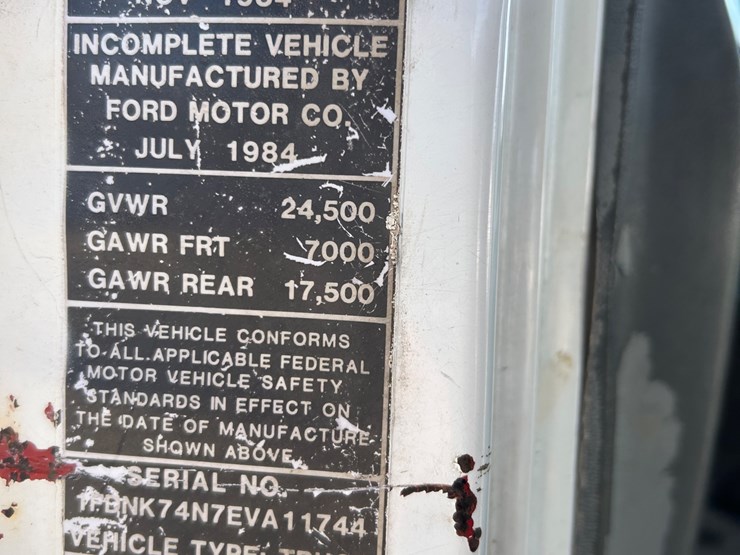 NOV 1984
INCOMPLETE VEHICLE
MANUFACTURED BY
FORD MOTOR CO.
JULY 1984
GVWR 24,500
GAWR FRT 7000
GAWR REAR 17,500
THIS VEHICLE CONFORMS
TO ALL APPLICABLE FEDERAL
MOTOR VEHICLE SAFETY
STANDARDS IN EFFECT ON
THE DATE OF MANUFACTURE
SHOWN ABOVE
SERIAL NO.
1FDNK74N7EVA11744
VEHICLE TYPE: